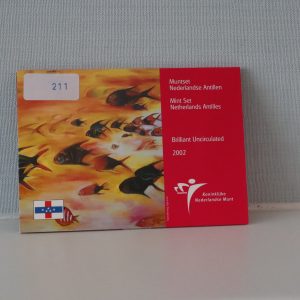 211
Muntset
Nederlandse Antillen
Mint Set
Netherlands Antilles
Brilliant Uncirculated
2002
Koninklijke
Nederlandse Munt